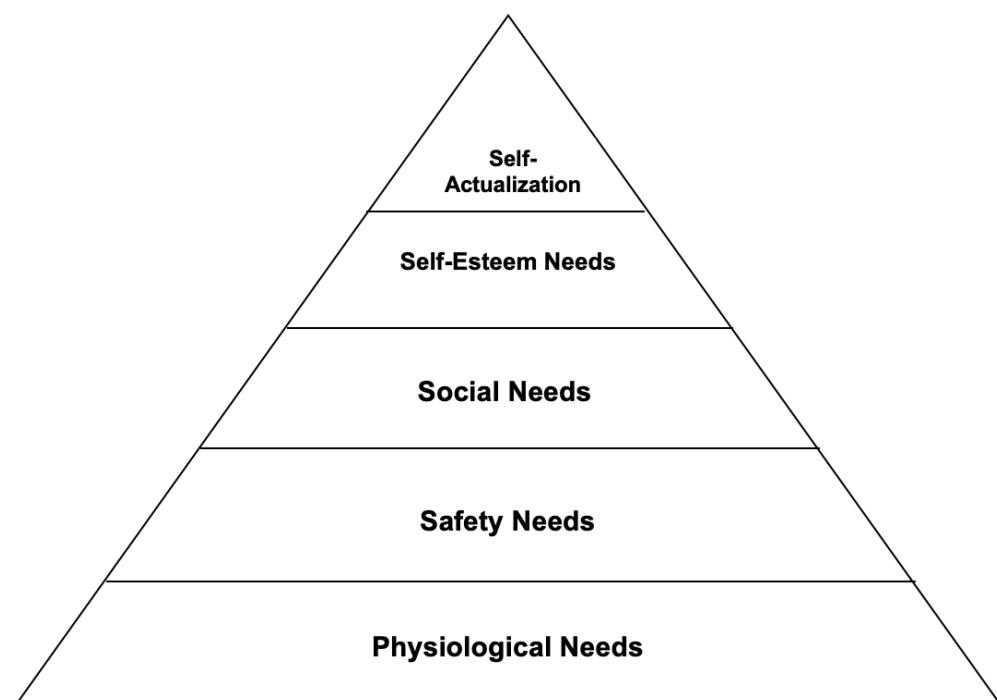 Self-
Actualization
Self-Esteem Needs
Social Needs
Safety Needs
Physiological Needs